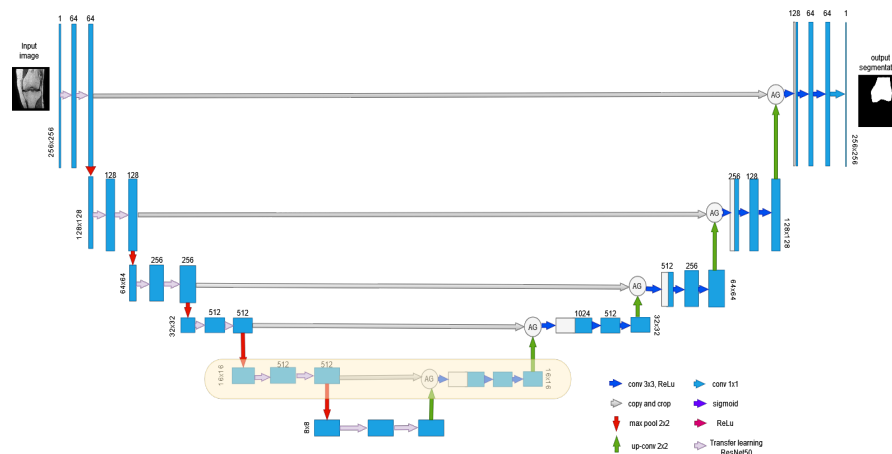 1 64 64
Input
image
256x256
AG
128 64 64 1
output
segmentat
256x256
128 128
128x128
AG
256 128
128x128
256 256
64x64
AG
512 256
64x64
512 512
32x32
AG
1024 512
32x32
512 512
16x16
AG
16x16
8x8
conv 3x3, ReLu
conv 1x1
copy and crop
sigmoid
max pool 2x2
ReLu
up-conv 2x2
Transfer learning
ResNet50